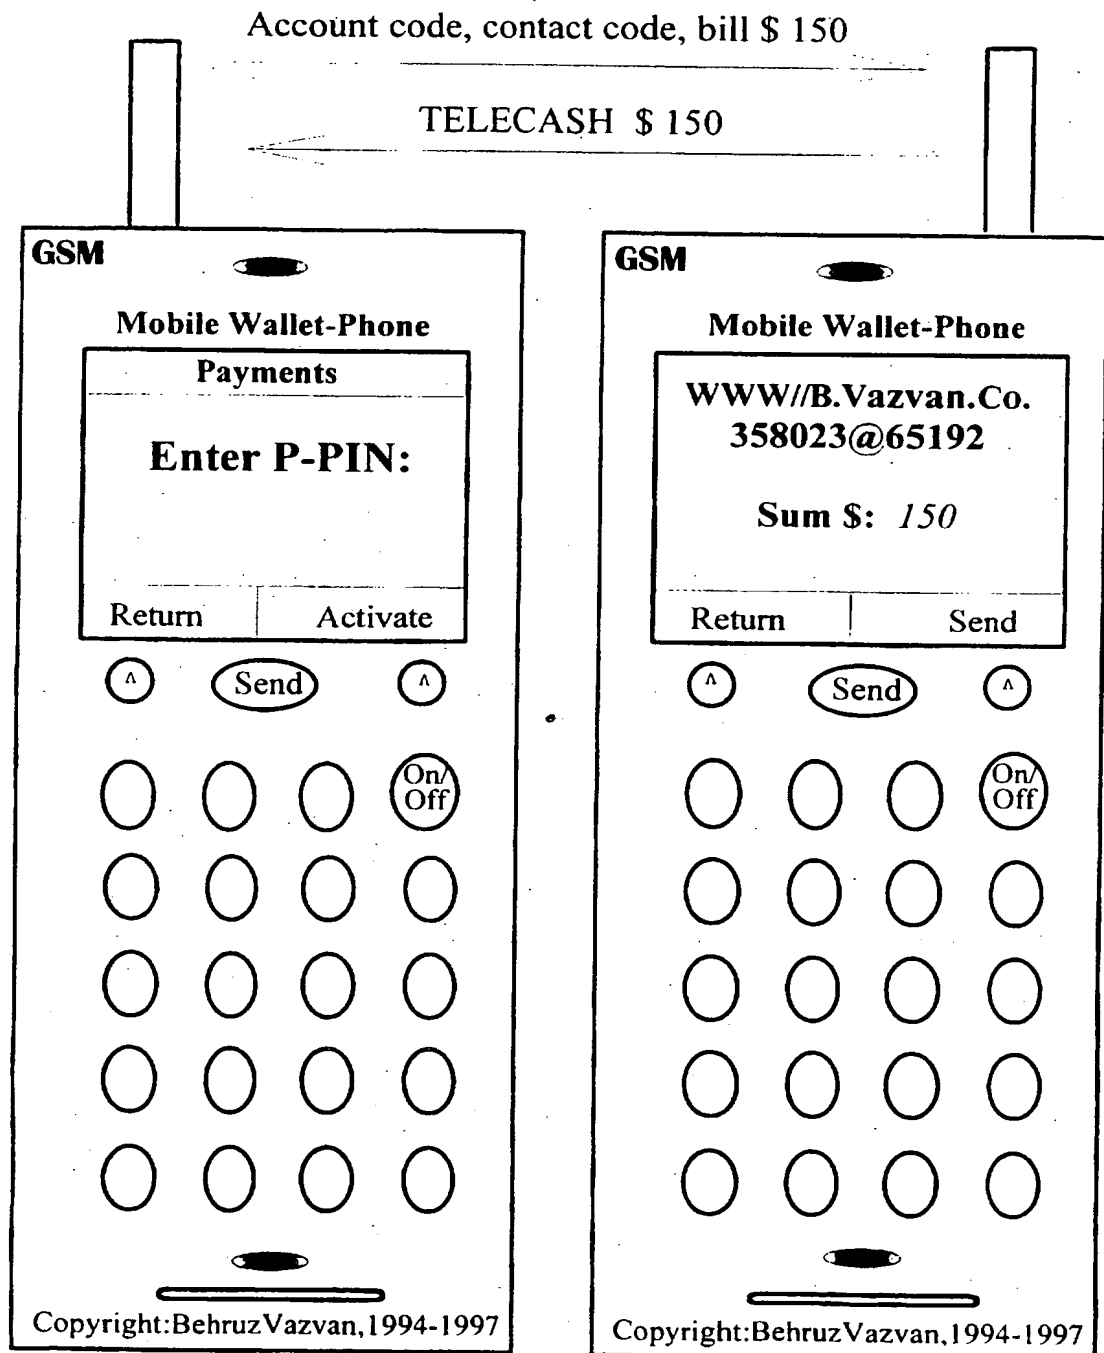 Account code, contact code, bill $ 150
TELECASH $ 150
GSM
Mobile Wallet-Phone
Payments
Enter P-PIN:
Return Activate
^ Send ^
On/
Off
Copyright:BehruzVazvan,1994-1997
GSM
Mobile Wallet-Phone
WWW//B.Vazvan.Co.
358023@65192
Sum $: 150
Return Send
^ Send ^
On/
Off
Copyright:BehruzVazvan,1994-1997